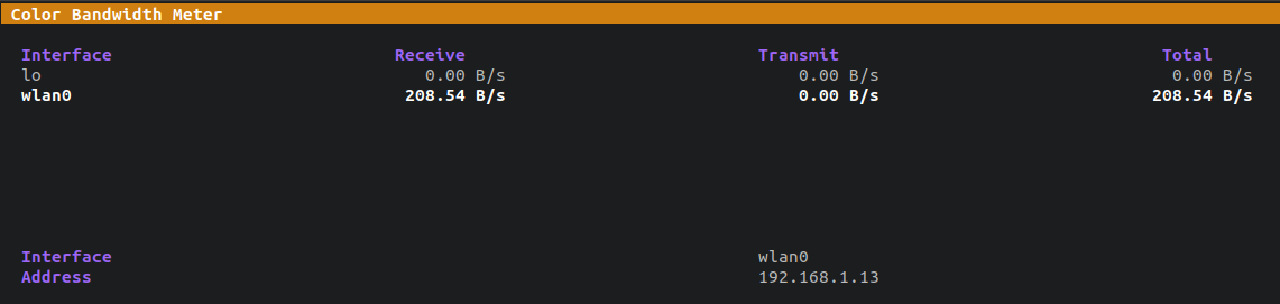 Color Bandwidth Meter
Interface Receive Transmit Total
lo 0.00 B/s 0.00 B/s 0.00 B/s
wlan0 208.54 B/s 0.00 B/s 208.54 B/s
Interface wlan0
Address 192.168.1.13